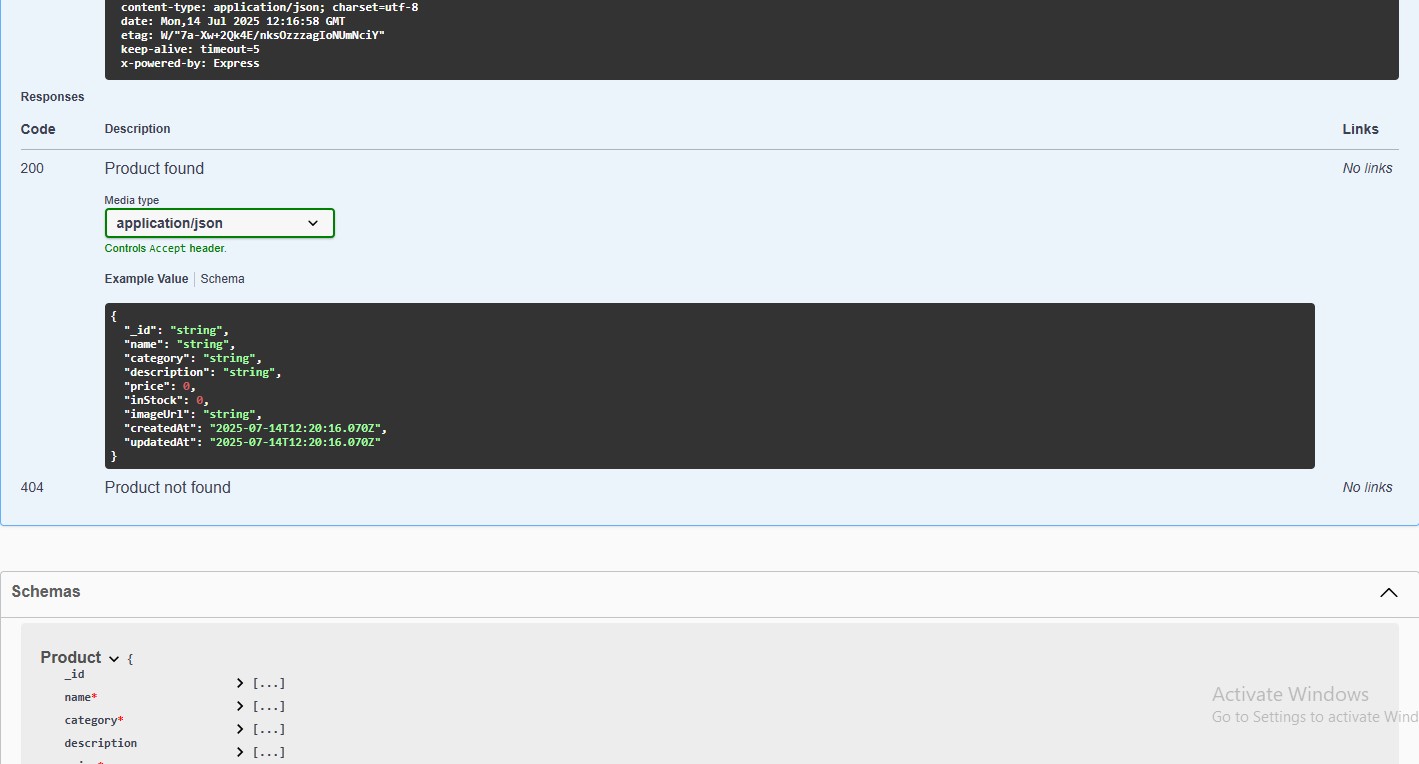 content-type: application/json; charset=utf-8
date: Mon,14 Jul 2025 12:16:58 GMT
etag: W/"7a-Xw+2Qk4E/nksOzzzagIoNUmNciY"
keep-alive: timeout=5
x-powered-by: Express
Responses
Code Description Links
200 Product found No links
Media type
application/json
Controls Accept header.
Example Value Schema
{
"_id": "string",
"name": "string",
"category": "string",
"description": "string",
"price": 0,
"inStock": 0,
"imageUrl": "string",
"createdAt": "2025-07-14T12:20:16.070Z",
"updatedAt": "2025-07-14T12:20:16.070Z"
}
404 Product not found No links
Schemas
Product {
_id [...]
name* [...]
category* [...]
description [...]
Activate Windows
Go to Settings to activate Wind